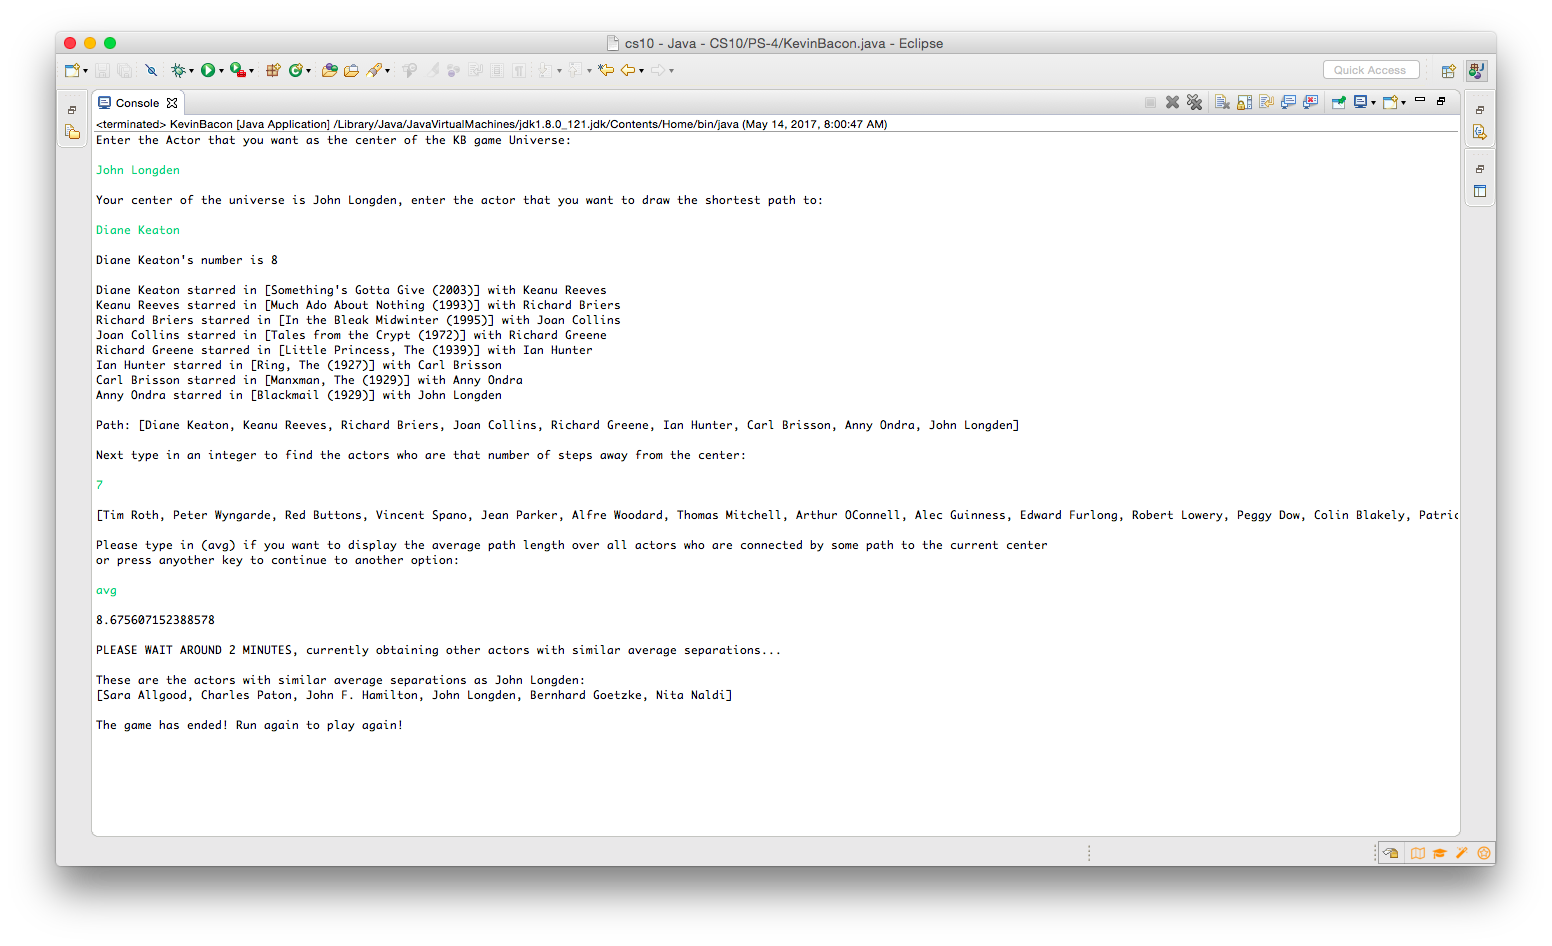 cs10 - Java - CS10/PS-4/KevinBacon.java - Eclipse
Quick Access
Console
<terminated> KevinBacon [Java Application] /Library/Java/JavaVirtualMachines/jdk1.8.0_121.jdk/Contents/Home/bin/java (May 14, 2017, 8:00:47 AM)
Enter the Actor that you want as the center of the KB game Universe:
John Longden
Your center of the universe is John Longden, enter the actor that you want to draw the shortest path to:
Diane Keaton
Diane Keaton's number is 8
Diane Keaton starred in [Something's Gotta Give (2003)] with Keanu Reeves
Keanu Reeves starred in [Much Ado About Nothing (1993)] with Richard Briers
Richard Briers starred in [In the Bleak Midwinter (1995)] with Joan Collins
Joan Collins starred in [Tales from the Crypt (1972)] with Richard Greene
Richard Greene starred in [Little Princess, The (1939)] with Ian Hunter
Ian Hunter starred in [Ring, The (1927)] with Carl Brisson
Carl Brisson starred in [Manxman, The (1929)] with Anny Ondra
Anny Ondra starred in [Blackmail (1929)] with John Longden
Path: [Diane Keaton, Keanu Reeves, Richard Briers, Joan Collins, Richard Greene, Ian Hunter, Carl Brisson, Anny Ondra, John Longden]
Next type in an integer to find the actors who are that number of steps away from the center:
7
[Tim Roth, Peter Wyngarde, Red Buttons, Vincent Spano, Jean Parker, Alfre Woodard, Thomas Mitchell, Arthur OConnell, Alec Guinness, Edward Furlong, Robert Lowery, Peggy Dow, Colin Blakely, Patric
Please type in (avg) if you want to display the average path length over all actors who are connected by some path to the current center
or press anyother key to continue to another option:
avg
8.675607152388578
PLEASE WAIT AROUND 2 MINUTES, currently obtaining other actors with similar average separations...
These are the actors with similar average separations as John Longden:
[Sara Allgood, Charles Paton, John F. Hamilton, John Longden, Bernhard Goetzke, Nita Naldi]
The game has ended! Run again to play again!